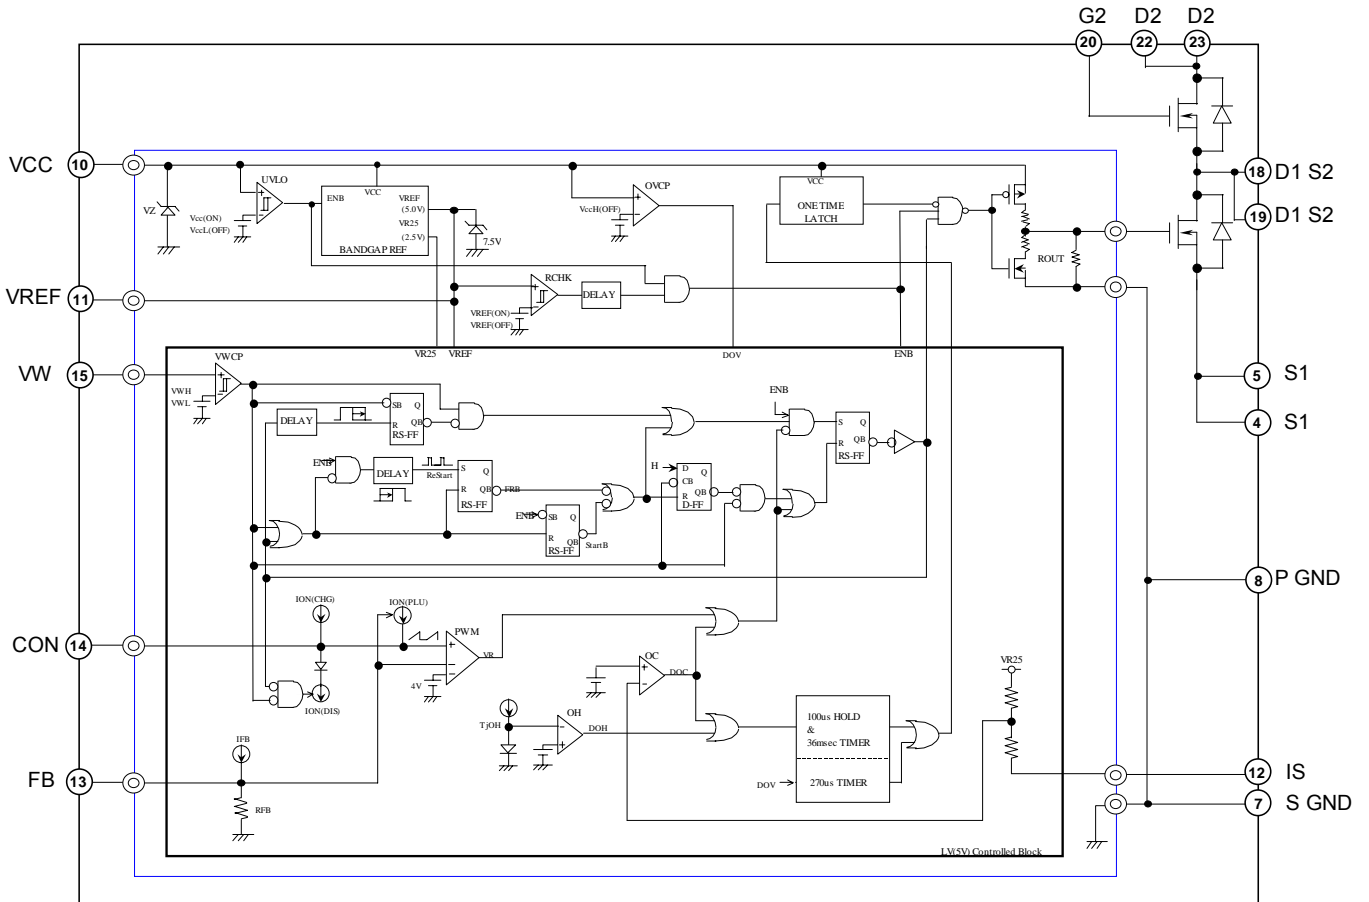 G2 D2 D2
20 22 23
VCC 10
UVLO
VZ
Vcc(ON)
VccL(OFF)
ENB
VCC
VREF
(5.0V)
VR25
(2.5V)
BANDGAP REF
7.5V
OVCP
VccH(OFF)
VCC
ONE TIME
LATCH
ROUT
18 D1 S2
19 D1 S2
VREF 11
RCHK
DELAY
VREF(ON)
VREF(OFF)
VR25 VREF
DOV
ENB
VW 15
VWCP
VWH
VWL
5 S1
4 S1
DELAY
SB Q
R QB
RS-FF
ENB
S Q
R QB
RS-FF
ENB
DELAY
ReStart
S Q
R QB
RS-FF
FRB
H
D Q
CB
R QB
D-FF
ENB
SB Q
R QB
RS-FF
StartB
8 P GND
ION(CHG)
ION(PLU)
CON 14
PWM
VR
4V
ION(DIS)
OC
DOC
VR25
TjOH
OH
DOH
100us HOLD
&
36msec TIMER
DOV
270us TIMER
IFB
FB 13
RFB
12 IS
7 S GND
LV(5V) Controlled Block